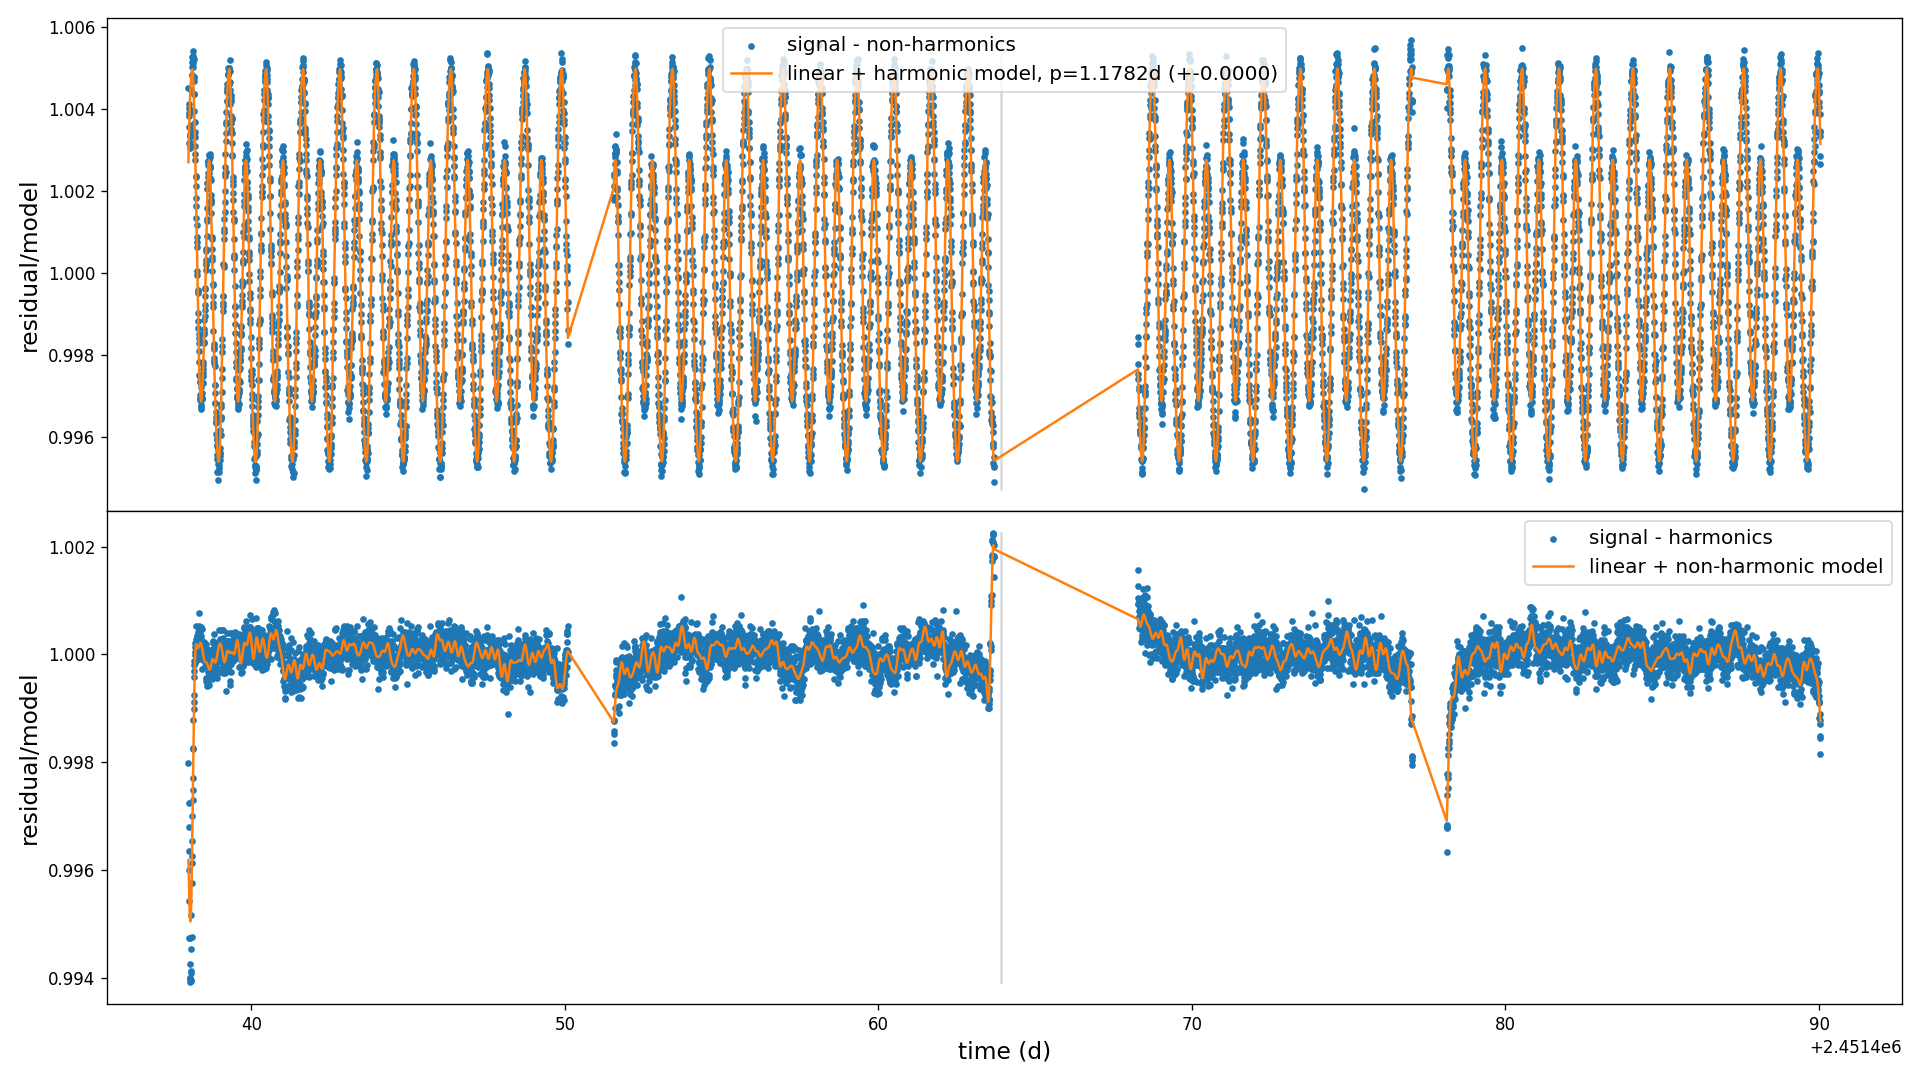 1.006
1.004
1.002
1.000
0.998
0.996
residual/model
signal - non-harmonics
linear + harmonic model, p=1.1782d (+-0.0000)
1.002
1.000
0.998
0.996
0.994
residual/model
signal - harmonics
linear + non-harmonic model
40
50
60
70
80
90
time (d)
+2.4514e6